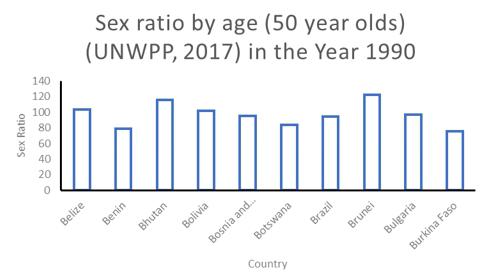 Sex ratio by age (50 year olds)
(UNWPP, 2017) in the Year 1990
Sex Ratio
140
120
100
80
60
40
20
0
Belize
Benin
Bhutan
Bolivia
Bosnia and...
Botswana
Brazil
Brunei
Bulgaria
Burkina Faso
Country